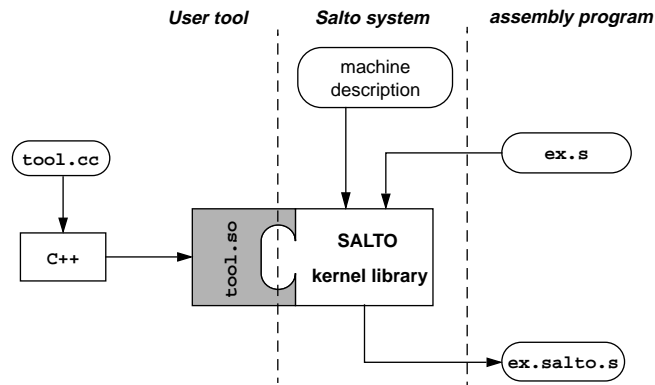 User tool
Salto system
assembly program
machine
description
tool.cc
ex.s
C++
tool.so
SALTO
kernel library
ex.salto.s